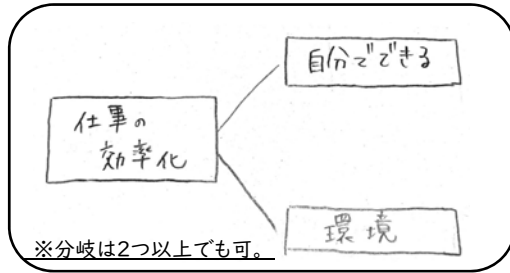 自分でできる
仕事の
効率化
環境
※分岐は2つ以上でも可。